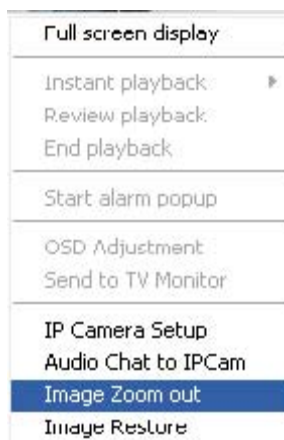 Full screen display
Instant playback
Review playback
End playback
Start alarm popup
OSD Adjustment
Send to TV Monitor
IP Camera Setup
Audio Chat to IPCam
Image Zoom out
Image Restore